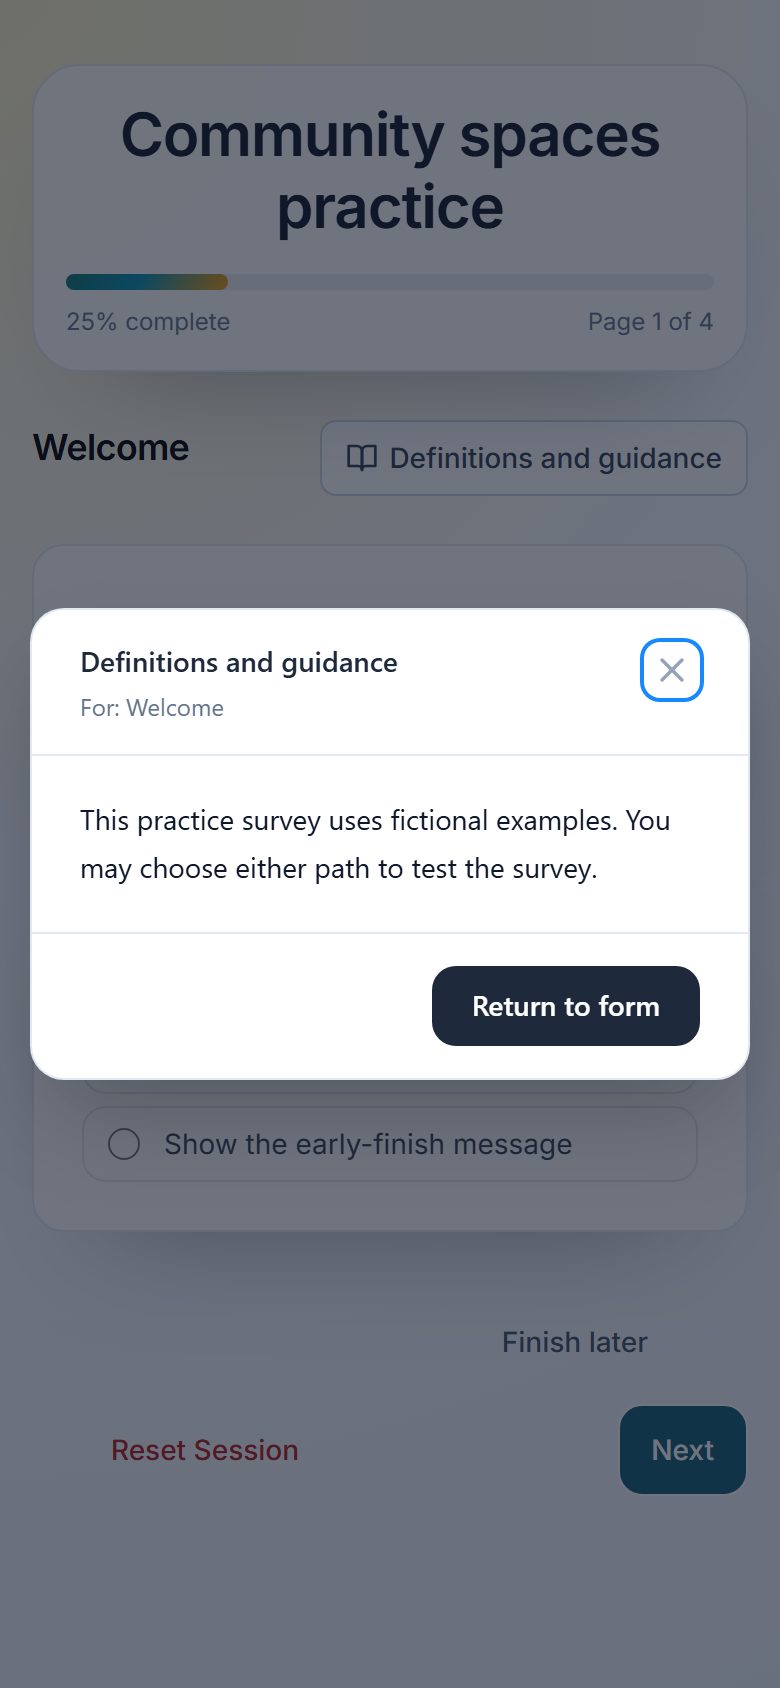 Community spaces
practice
25% complete
Page 1 of 4
Welcome
Definitions and guidance
Definitions and guidance
For: Welcome
This practice survey uses fictional examples. You
may choose either path to test the survey.
Return to form
Show the early-finish message
Finish later
Reset Session
Next